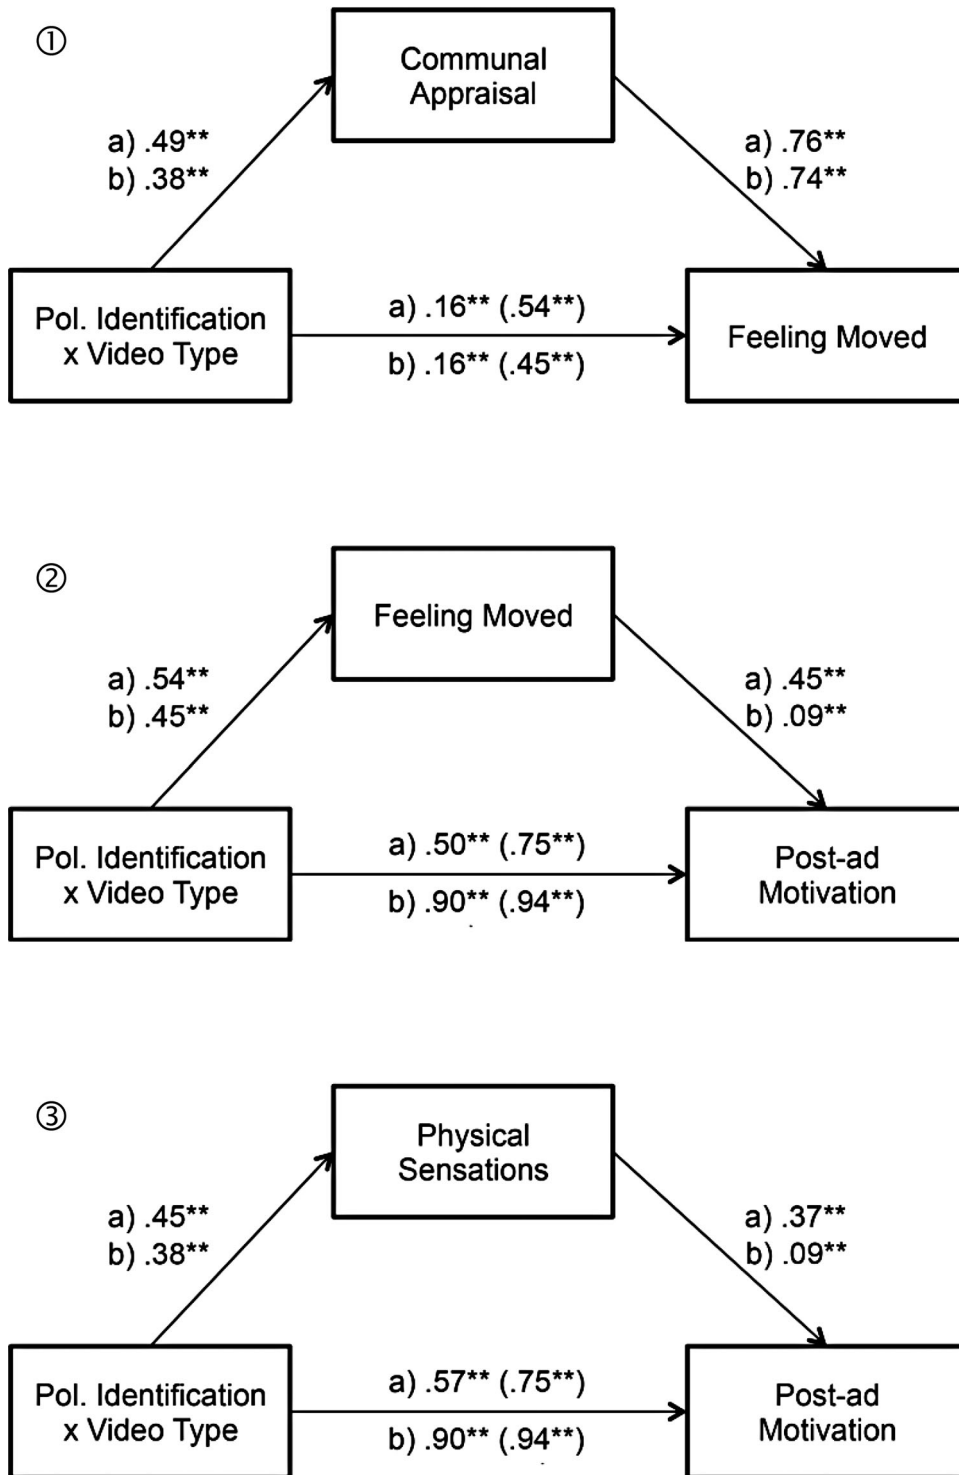 ①
Communal
Appraisal
a) .49**
b) .38**
a) .76**
b) .74**
Pol. Identification
x Video Type
a) .16** (.54**)
b) .16** (.45**)
Feeling Moved
②
Feeling Moved
a) .54**
b) .45**
a) .45**
b) .09**
Pol. Identification
x Video Type
a) .50** (.75**)
b) .90** (.94**)
Post-ad
Motivation
③
Physical
Sensations
a) .45**
b) .38**
a) .37**
b) .09**
Pol. Identification
x Video Type
a) .57** (.75**)
b) .90** (.94**)
Post-ad
Motivation